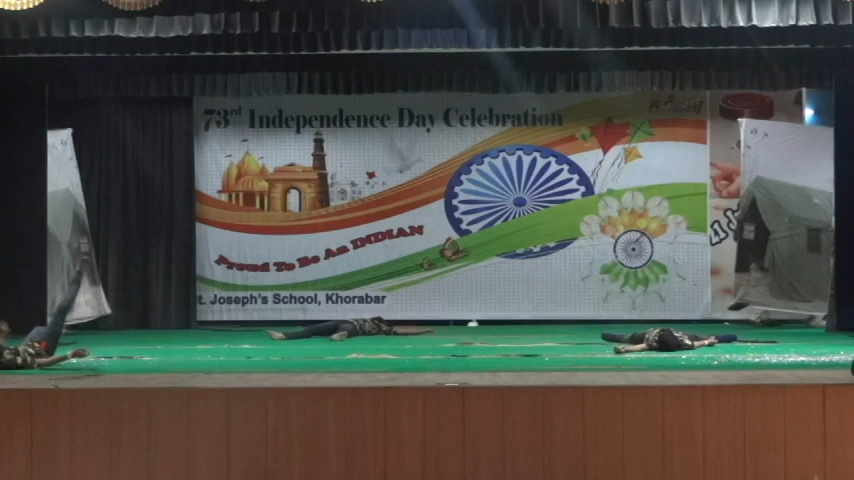 73rd Independence Day Celebration
Proud To Be An INDIAN
t. Joseph's School, Khorabar